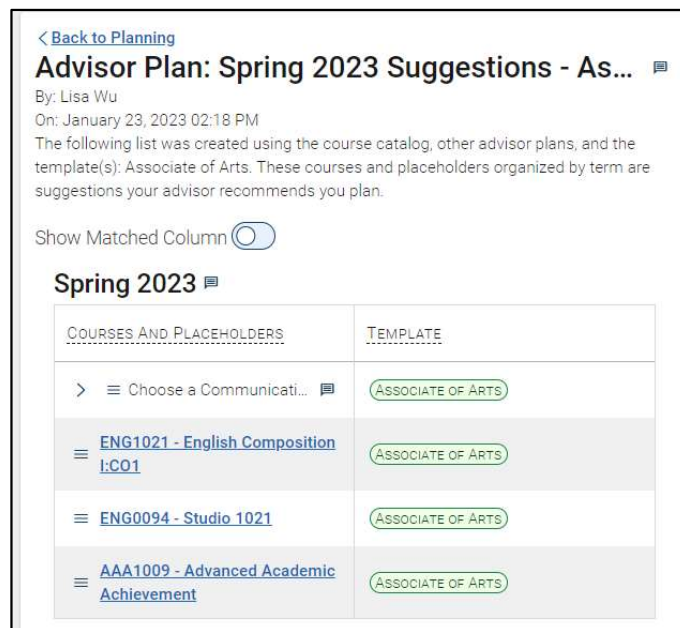 Back to Planning
Advisor Plan: Spring 2023 Suggestions - As...
By: Lisa Wu
On: January 23, 2023 02:18 PM
The following list was created using the course catalog, other advisor plans, and the
template(s): Associate of Arts. These courses and placeholders organized by term are
suggestions your advisor recommends you plan.
Show Matched Column
Spring 2023
COURSES AND PLACEHOLDERS TEMPLATE
Choose a Communicati... ASSOCIATE OF ARTS
ENG1021 - English Composition
I:CO1 ASSOCIATE OF ARTS
ENG0094 - Studio 1021 ASSOCIATE OF ARTS
AAA1009 - Advanced Academic
Achievement ASSOCIATE OF ARTS